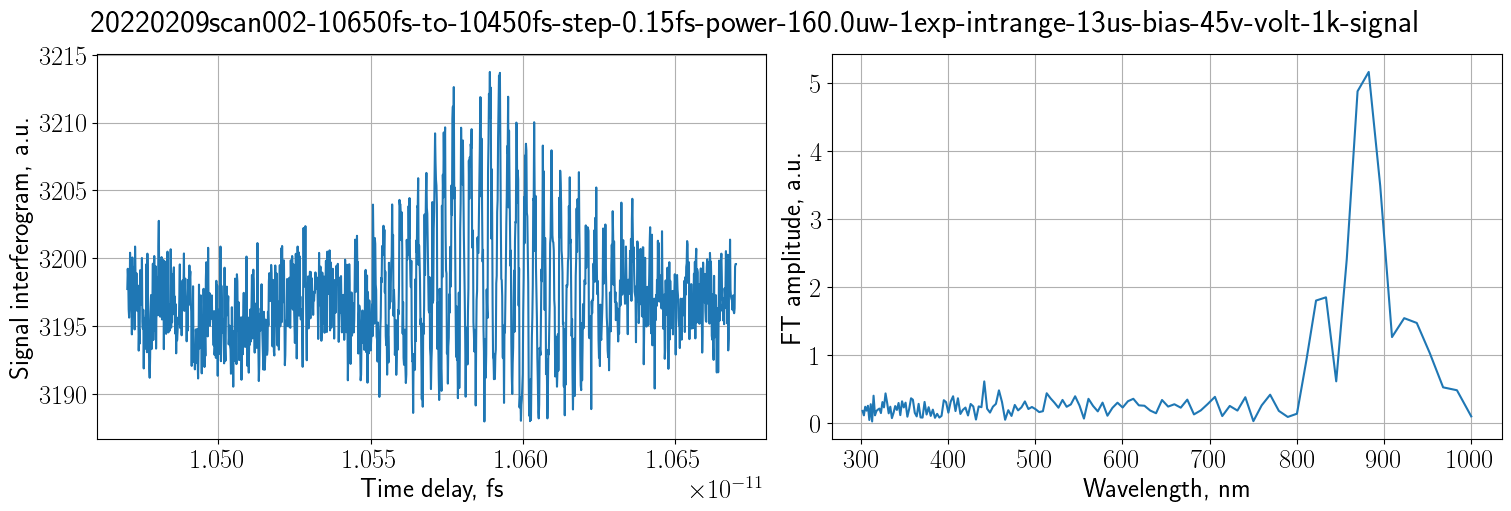 20220209scan002-10650fs-to-10450fs-step-0.15fs-power-160.0uw-1exp-intrange-13us-bias-45v-volt-1k-signal
Signal interferogram, a.u.
3215
3210
3205
3200
3195
3190
1.050 1.055 1.060 1.065
×10⁻¹¹
Time delay, fs
FT amplitude, a.u.
5
4
3
2
1
0
300 400 500 600 700 800 900 1000
Wavelength, nm